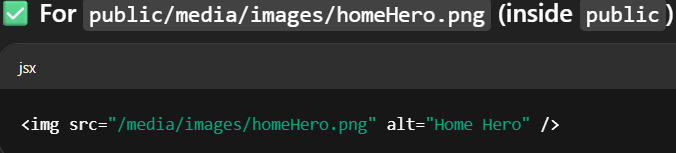 ✅ For public/media/images/homeHero.png (inside public)
jsx
<img src="/media/images/homeHero.png" alt="Home Hero" />